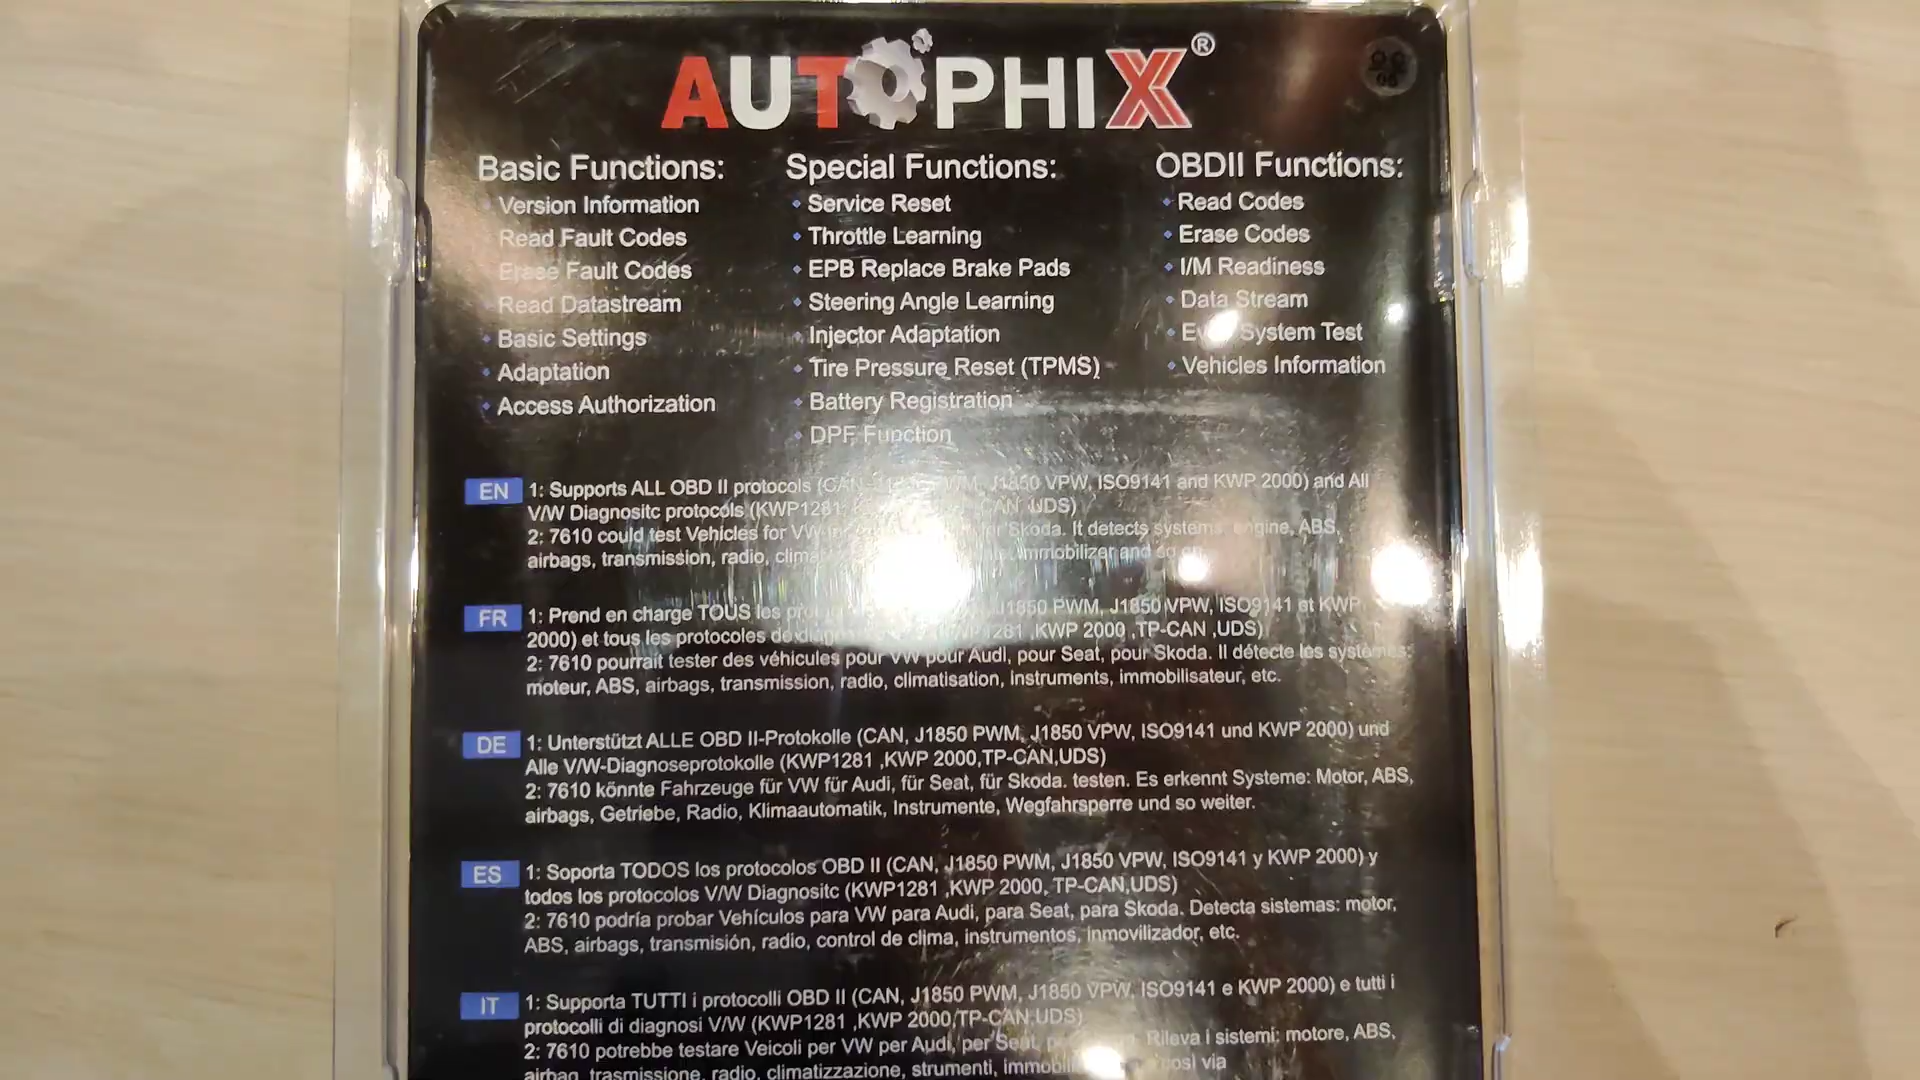 AUTOPHIX®
Basic Functions:
Version Information
Read Fault Codes
Erase Fault Codes
Read Datastream
Basic Settings
Adaptation
Access Authorization
Special Functions:
Service Reset
Throttle Learning
EPB Replace Brake Pads
Steering Angle Learning
Injector Adaptation
Tire Pressure Reset (TPMS)
Battery Registration
DPF Function
OBDII Functions:
Read Codes
Erase Codes
I/M Readiness
Data Stream
System Test
Vehicles Information
EN 1: Supports ALL OBD II protocols (CAN, J1850 VPW, ISO9141 and KWP 2000) and All
V/W Diagnositc protocols (KWP1281 CAN UDS)
2: 7610 could test Vehicles for VW Skoda. It detects systems: engine, ABS,
airbags, transmission, radio, immobilizer and so on
FR 1: Prend en charge TOUS les J1850 PWM, J1850 VPW, ISO9141 et KWP
2000) et tous les protocoles de KWP 2000 ,TP-CAN ,UDS)
2: 7610 pourrait tester des véhicules pour VW pour Audi, pour Seat, pour Skoda. Il détecte les systèmes:
moteur, ABS, airbags, transmission, radio, climatisation, instruments, immobilisateur, etc.
DE 1: Unterstützt ALLE OBD II-Protokolle (CAN, J1850 PWM, J1850 VPW, ISO9141 und KWP 2000) und
Alle V/W-Diagnoseprotokolle (KWP1281 ,KWP 2000,TP-CAN,UDS)
2: 7610 könnte Fahrzeuge für VW für Audi, für Seat, für Skoda. testen. Es erkennt Systeme: Motor, ABS,
airbags, Getriebe, Radio, Klimaautomatik, Instrumente, Wegfahrsperre und so weiter.
ES 1: Soporta TODOS los protocolos OBD II (CAN, J1850 PWM, J1850 VPW, ISO9141 y KWP 2000) y
todos los protocolos V/W Diagnositc (KWP1281 ,KWP 2000, TP-CAN,UDS)
2: 7610 podría probar Vehículos para VW para Audi, para Seat, para Skoda. Detecta sistemas: motor,
ABS, airbags, transmisión, radio, control de clima, instrumentos, inmovilizador, etc.
IT 1: Supporta TUTTI i protocolli OBD II (CAN, J1850 PWM, J1850 VPW, ISO9141 e KWP 2000) e tutti i
protocolli di diagnosi V/W (KWP1281 ,KWP 2000,TP-CAN,UDS)
2: 7610 potrebbe testare Veicoli per VW per Audi, per Seat, Rileva i sistemi: motore, ABS,
airbag, trasmissione, radio, climatizzazione, strumenti, così via